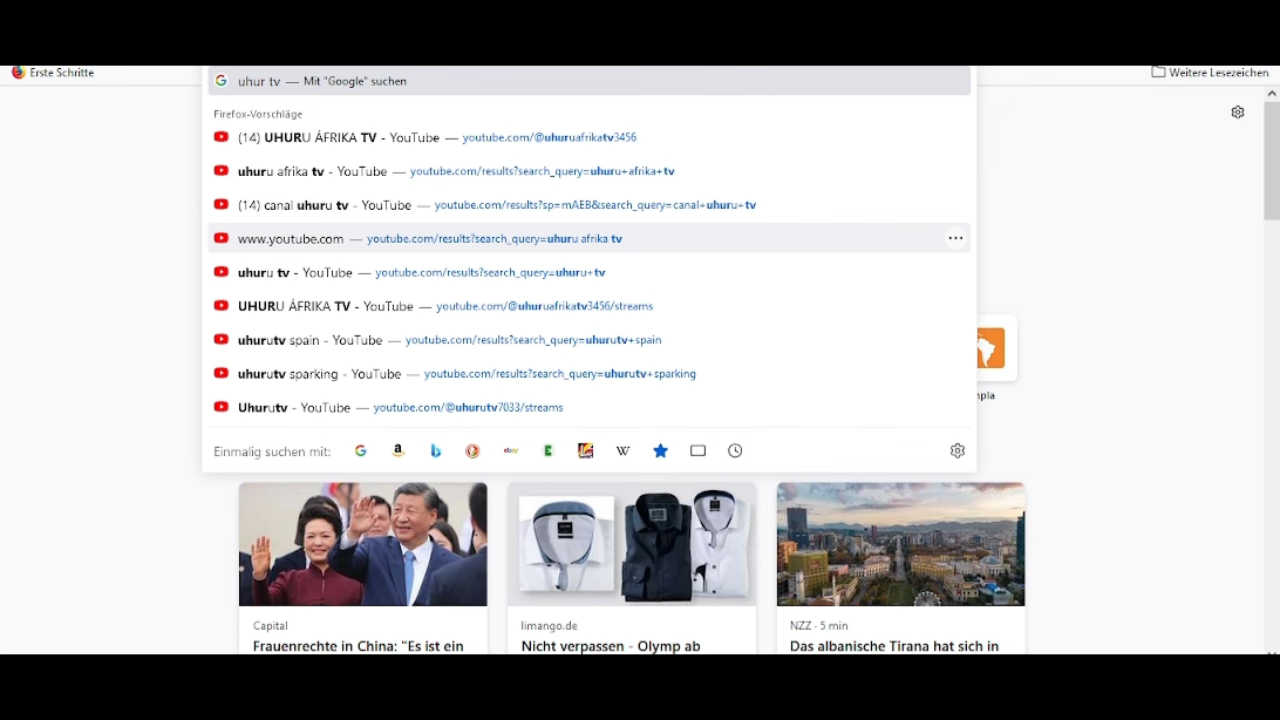 Erste Schritte
Weitere Lesezeichen
uhur tv — Mit "Google" suchen
Firefox-Vorschläge
(14) UHURU ÁFRIKA TV - YouTube — youtube.com/@uhuruafrikatv3456
uhuru afrika tv - YouTube — youtube.com/results?search_query=uhuru+afrika+tv
(14) canal uhuru tv - YouTube — youtube.com/results?sp=mAEB&search_query=canal+uhuru+tv
www.youtube.com — youtube.com/results?search_query=uhuru afrika tv
uhuru tv - YouTube — youtube.com/results?search_query=uhuru+tv
UHURU ÁFRIKA TV - YouTube — youtube.com/@uhuruafrikatv3456/streams
uhurutv spain - YouTube — youtube.com/results?search_query=uhurutv+spain
uhurutv sparking - YouTube — youtube.com/results?search_query=uhurutv+sparking
Uhurutv - YouTube — youtube.com/@uhurutv7033/streams
npla
Einmalig suchen mit:
Capital
Frauenrechte in China: "Es ist ein
limango.de
Nicht verpassen - Olymp ab
NZZ · 5 min
Das albanische Tirana hat sich in